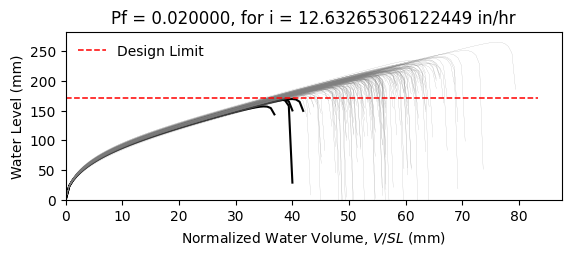 Pf = 0.020000, for i = 12.63265306122449 in/hr
Design Limit
Water Level (mm)
250
200
150
100
50
0
0 10 20 30 40 50 60 70 80
Normalized Water Volume, V/SL (mm)